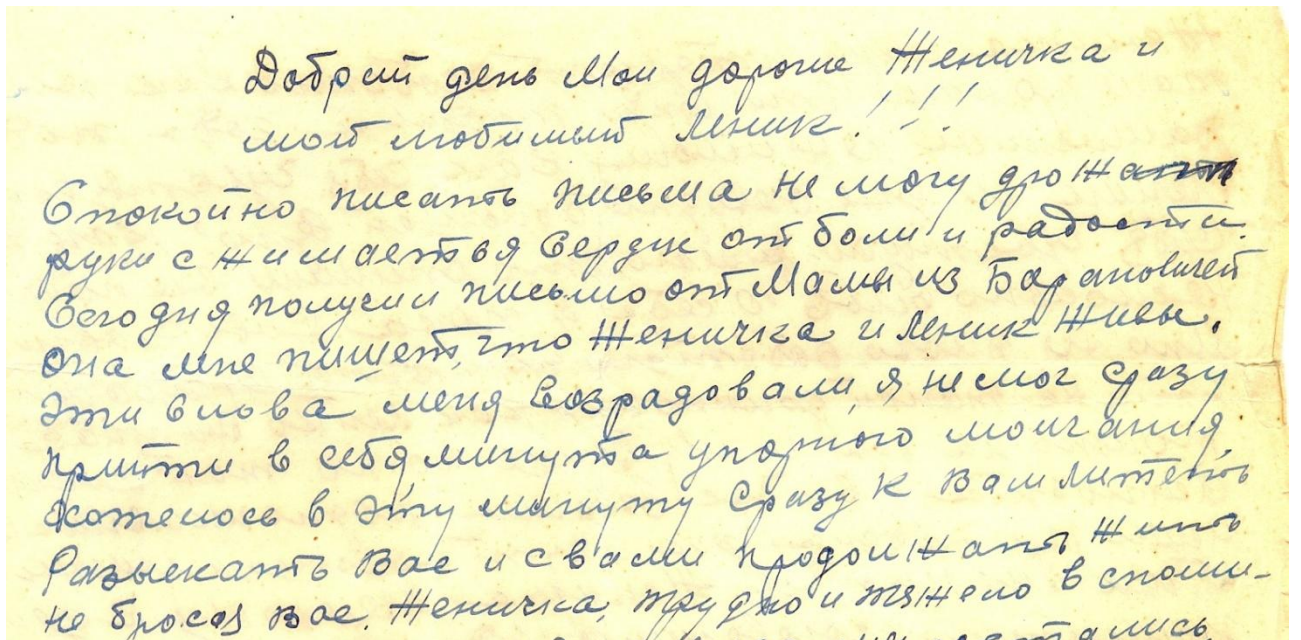 Добрий день Мои дорогие Женичка и
мой любимый Леник!!!
Спокойно писать письма не могу дрожат
руки сжимается сердце от боли и радости.
Сегодня получил письмо от Мамы из Барановичей
она мне пишет, что Женичка и Леник живы.
Эти слова меня возрадовали, я не мог сразу
прийти в себя минута упорного молчания
хотелось в эту минуту сразу к Вам лететь
Разыскать Вас и с вами продолжать жить
не бросая вас. Женичка, трудно и тяжело вспоми-